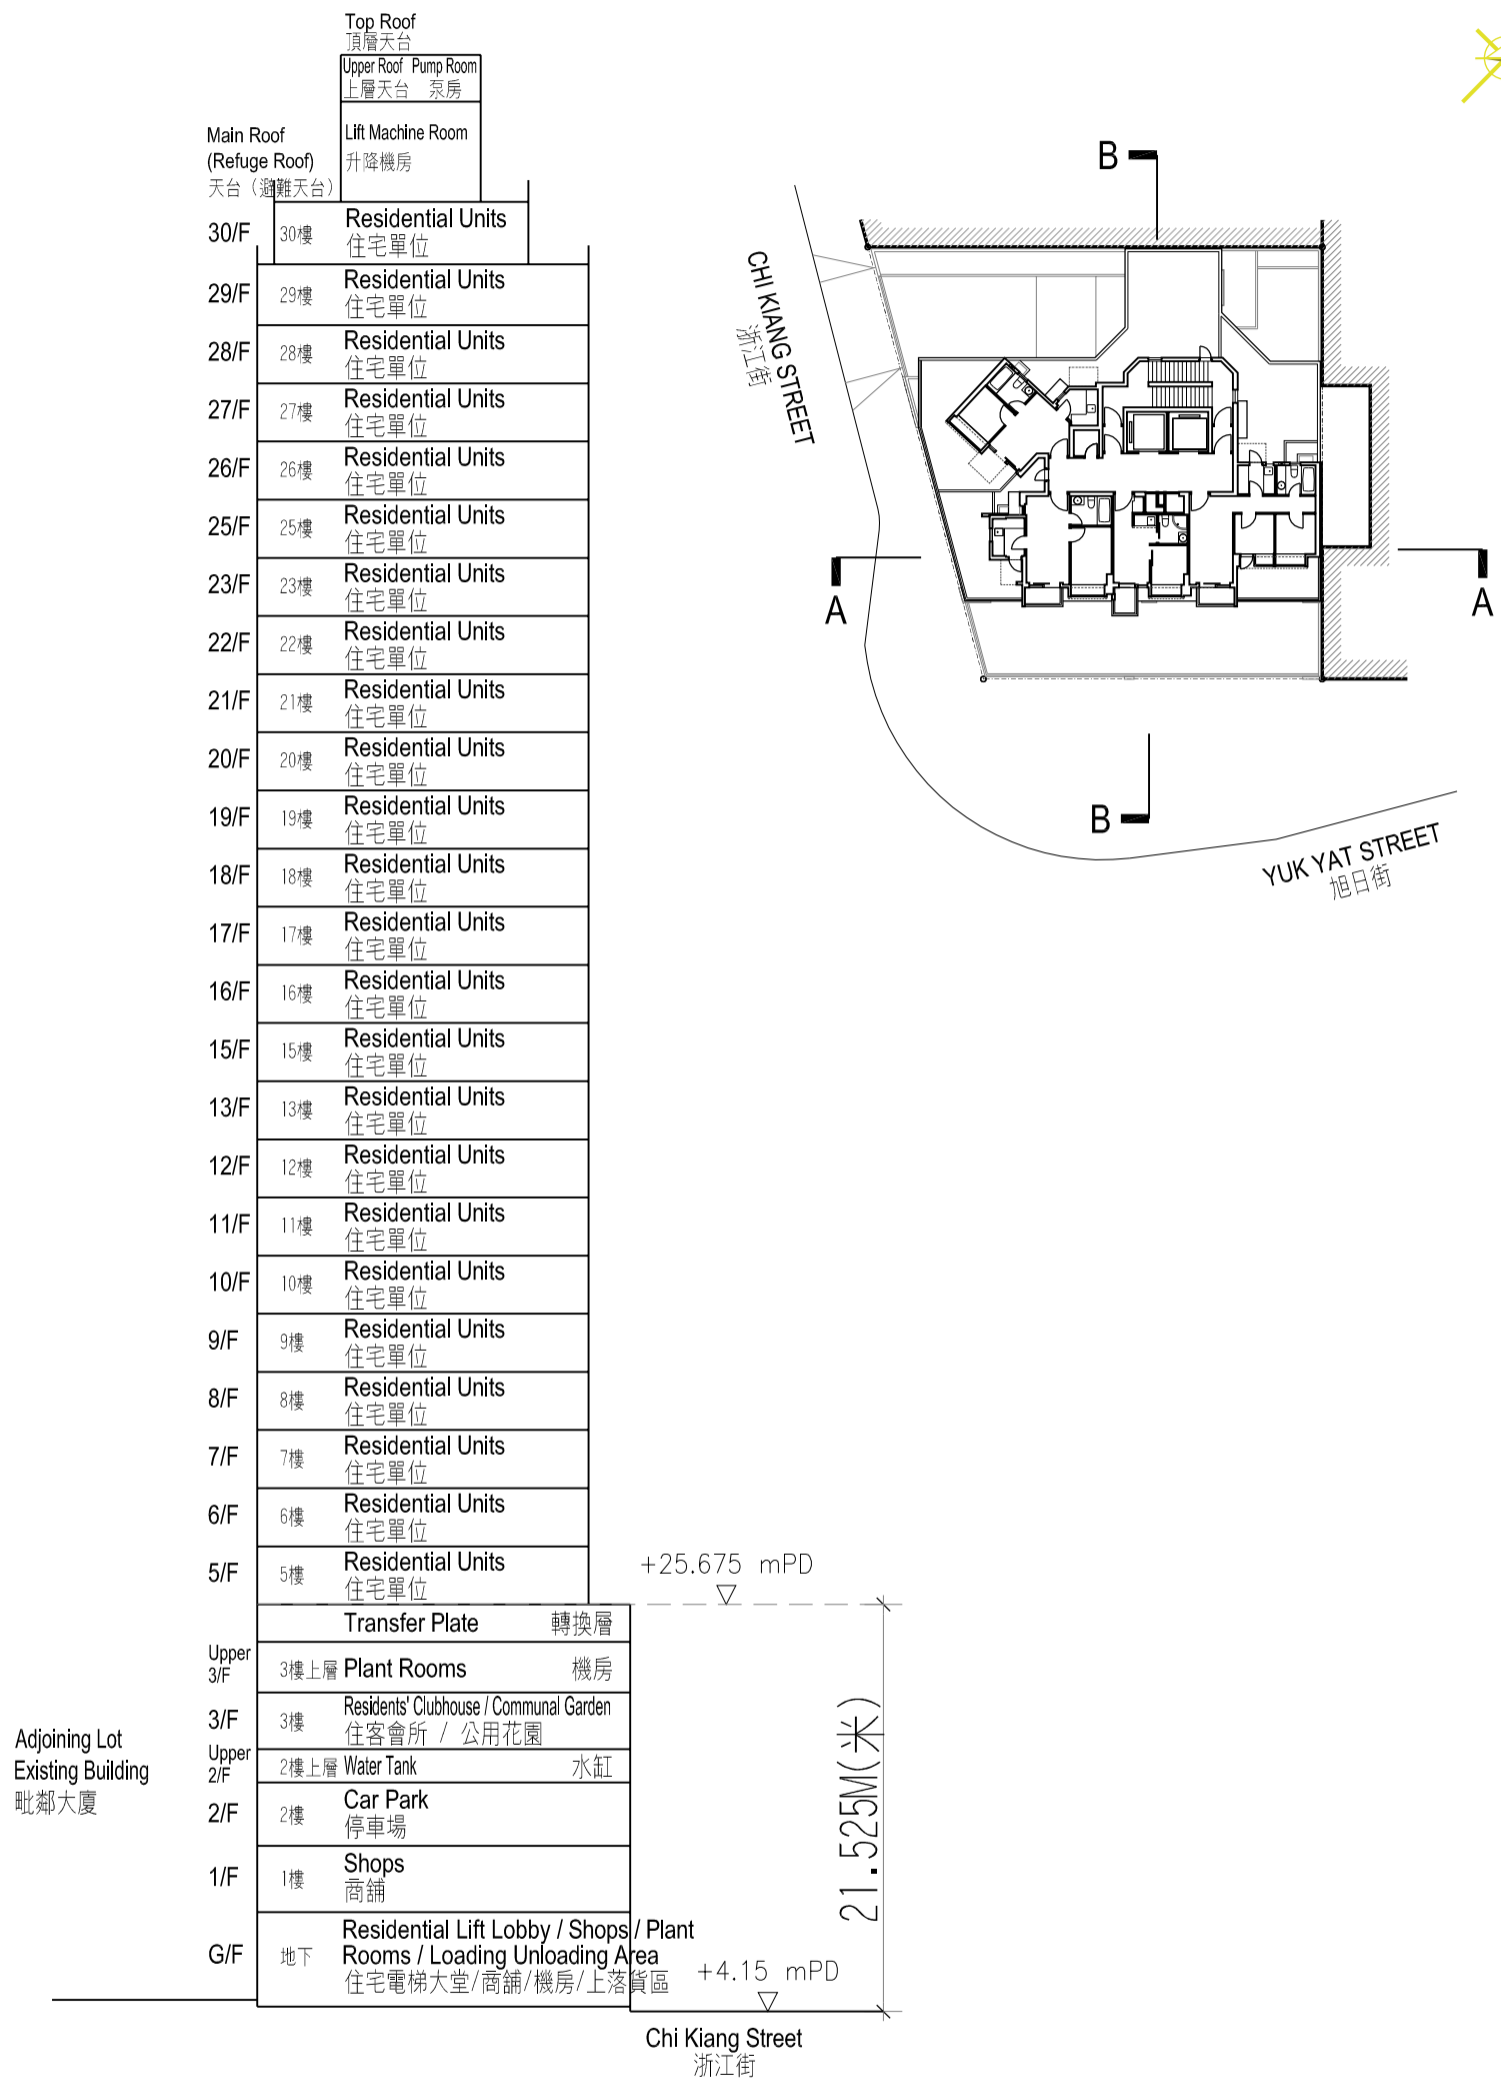 Top Roof
頂層天台
Upper Roof Pump Room
上層天台 泵房
Main Roof
(Refuge Roof)
天台（避難天台）
Lift Machine Room
升降機房
30/F 30樓 Residential Units
住宅單位
29/F 29樓 Residential Units
住宅單位
28/F 28樓 Residential Units
住宅單位
27/F 27樓 Residential Units
住宅單位
26/F 26樓 Residential Units
住宅單位
25/F 25樓 Residential Units
住宅單位
23/F 23樓 Residential Units
住宅單位
22/F 22樓 Residential Units
住宅單位
21/F 21樓 Residential Units
住宅單位
20/F 20樓 Residential Units
住宅單位
19/F 19樓 Residential Units
住宅單位
18/F 18樓 Residential Units
住宅單位
17/F 17樓 Residential Units
住宅單位
16/F 16樓 Residential Units
住宅單位
15/F 15樓 Residential Units
住宅單位
13/F 13樓 Residential Units
住宅單位
12/F 12樓 Residential Units
住宅單位
11/F 11樓 Residential Units
住宅單位
10/F 10樓 Residential Units
住宅單位
9/F 9樓 Residential Units
住宅單位
8/F 8樓 Residential Units
住宅單位
7/F 7樓 Residential Units
住宅單位
6/F 6樓 Residential Units
住宅單位
5/F 5樓 Residential Units
住宅單位
Transfer Plate 轉換層
Upper
3/F 3樓上層 Plant Rooms 機房
3/F 3樓 Residents' Clubhouse / Communal Garden
住客會所 / 公用花園
Upper
2/F 2樓上層 Water Tank 水缸
2/F 2樓 Car Park
停車場
1/F 1樓 Shops
商舖
G/F 地下 Residential Lift Lobby / Shops / Plant
Rooms / Loading Unloading Area
住宅電梯大堂/商舖/機房/上落貨區
Adjoining Lot
Existing Building
毗鄰大廈
+25.675 mPD
21.525M(米)
+4.15 mPD
Chi Kiang Street
浙江街
B
CHI KIANG STREET
浙江街
A
A
B
YUK YAT STREET
旭日街